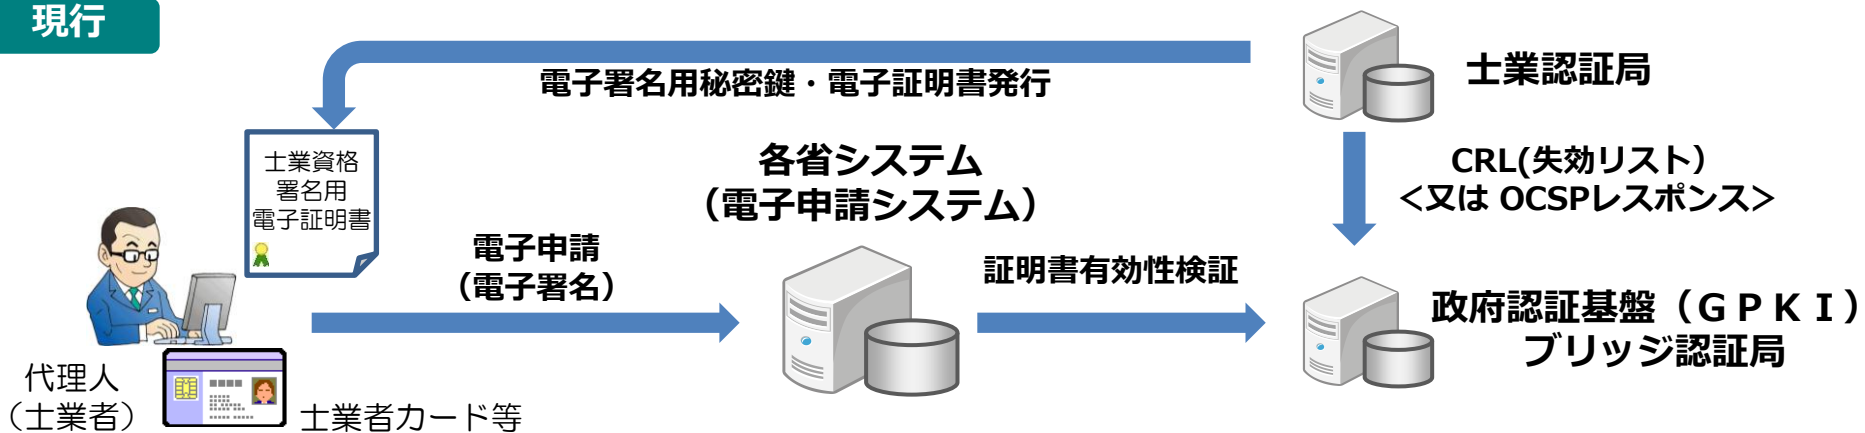 現行
電子署名用秘密鍵・電子証明書発行
士業認証局
士業資格
署名用
電子証明書
各省システム
（電子申請システム）
CRL(失効リスト）
＜又は OCSPレスポンス＞
電子申請
（電子署名）
証明書有効性検証
政府認証基盤（ＧＰＫＩ）
ブリッジ認証局
代理人
（士業者）
士業者カード等